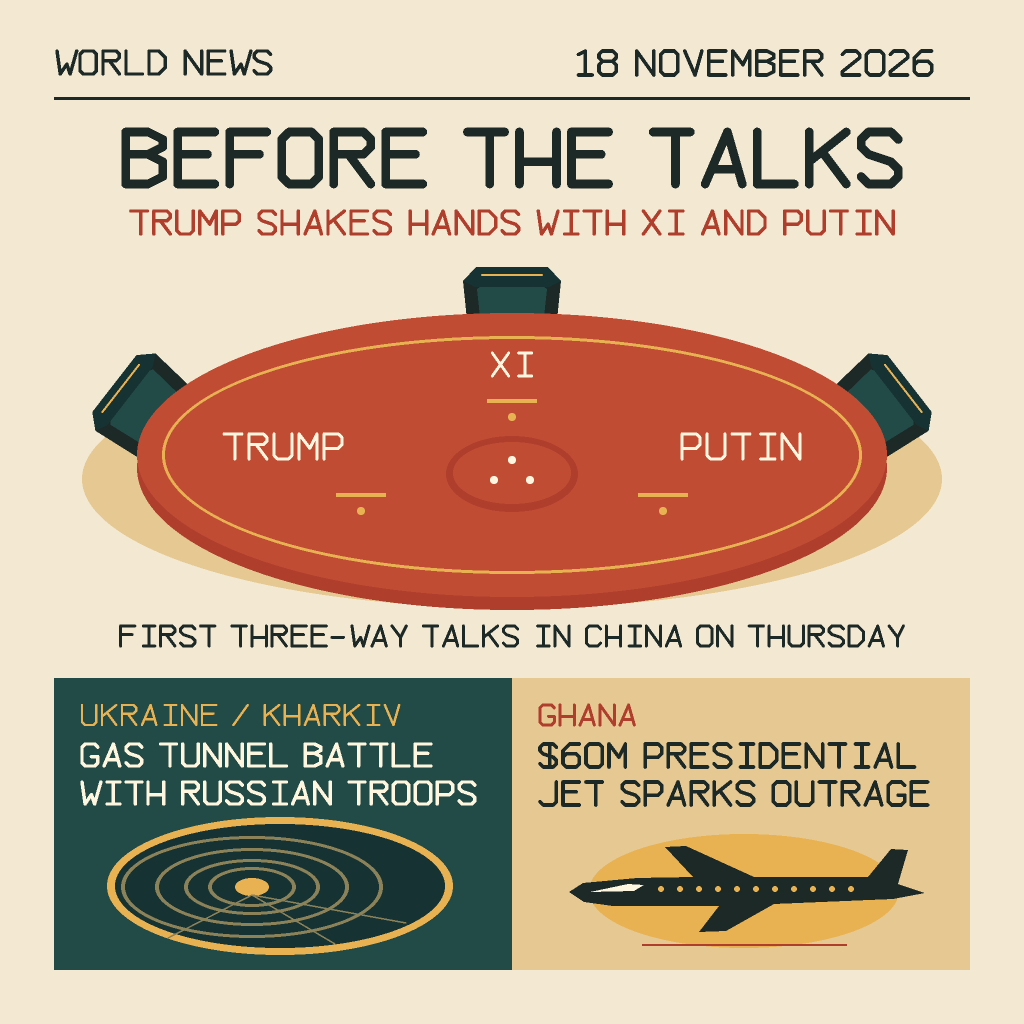 WORLD NEWS
18 NOVEMBER 2026
BEFORE THE TALKS
TRUMP SHAKES HANDS WITH XI AND PUTIN
XI
TRUMP
PUTIN
FIRST THREE-WAY TALKS IN CHINA ON THURSDAY
UKRAINE / KHARKIV
GAS TUNNEL BATTLE
WITH RUSSIAN TROOPS
GHANA
$60M PRESIDENTIAL
JET SPARKS OUTRAGE